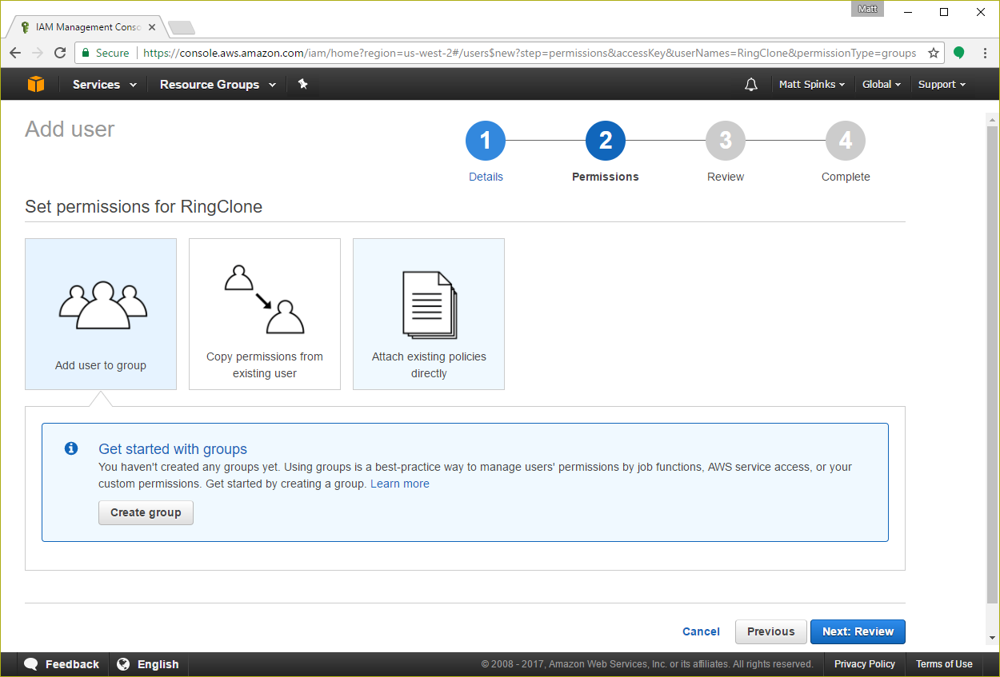 Matt
IAM Management Conso
Secure
https://console.aws.amazon.com/iam/home?region=us-west-2#/users$new?step=permissions&accessKey&userNames=RingClone&permissionType=groups
Services
Resource Groups
Matt Spinks
Global
Support
Add user
1
2
3
4
Details
Permissions
Review
Complete
Set permissions for RingClone
Add user to group
Copy permissions from
existing user
Attach existing policies
directly
Get started with groups
You haven't created any groups yet. Using groups is a best-practice way to manage users' permissions by job functions, AWS service access, or your
custom permissions. Get started by creating a group. Learn more
Create group
Cancel
Previous
Next: Review
Feedback
English
© 2008 - 2017, Amazon Web Services, Inc. or its affiliates. All rights reserved.
Privacy Policy
Terms of Use